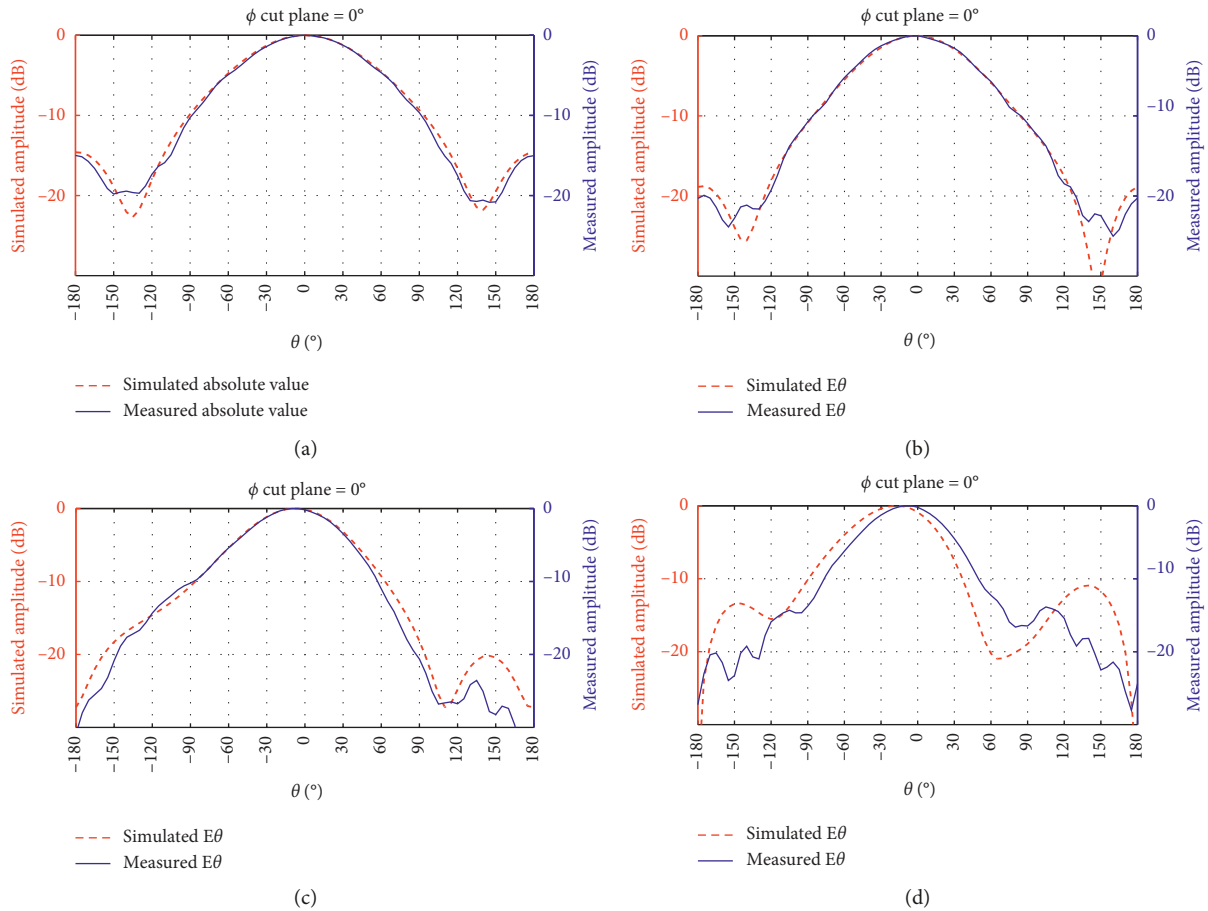 ϕ cut plane = 0°
0
−10
−20
Simulated amplitude (dB)
0
−10
−20
Measured amplitude (dB)
−180
−150
−120
−90
−60
−30
0
30
60
90
120
150
180
θ (°)
Simulated absolute value
Measured absolute value
(a)
ϕ cut plane = 0°
0
−10
−20
Simulated amplitude (dB)
0
−10
−20
Measured amplitude (dB)
−180
−150
−120
−90
−60
−30
0
30
60
90
120
150
180
θ (°)
Simulated Eθ
Measured Eθ
(b)
ϕ cut plane = 0°
0
−10
−20
Simulated amplitude (dB)
0
−10
−20
Measured amplitude (dB)
−180
−150
−120
−90
−60
−30
0
30
60
90
120
150
180
θ (°)
Simulated Eθ
Measured Eθ
(c)
ϕ cut plane = 0°
0
−10
−20
Simulated amplitude (dB)
0
−10
−20
Measured amplitude (dB)
−180
−150
−120
−90
−60
−30
0
30
60
90
120
150
180
θ (°)
Simulated Eθ
Measured Eθ
(d)